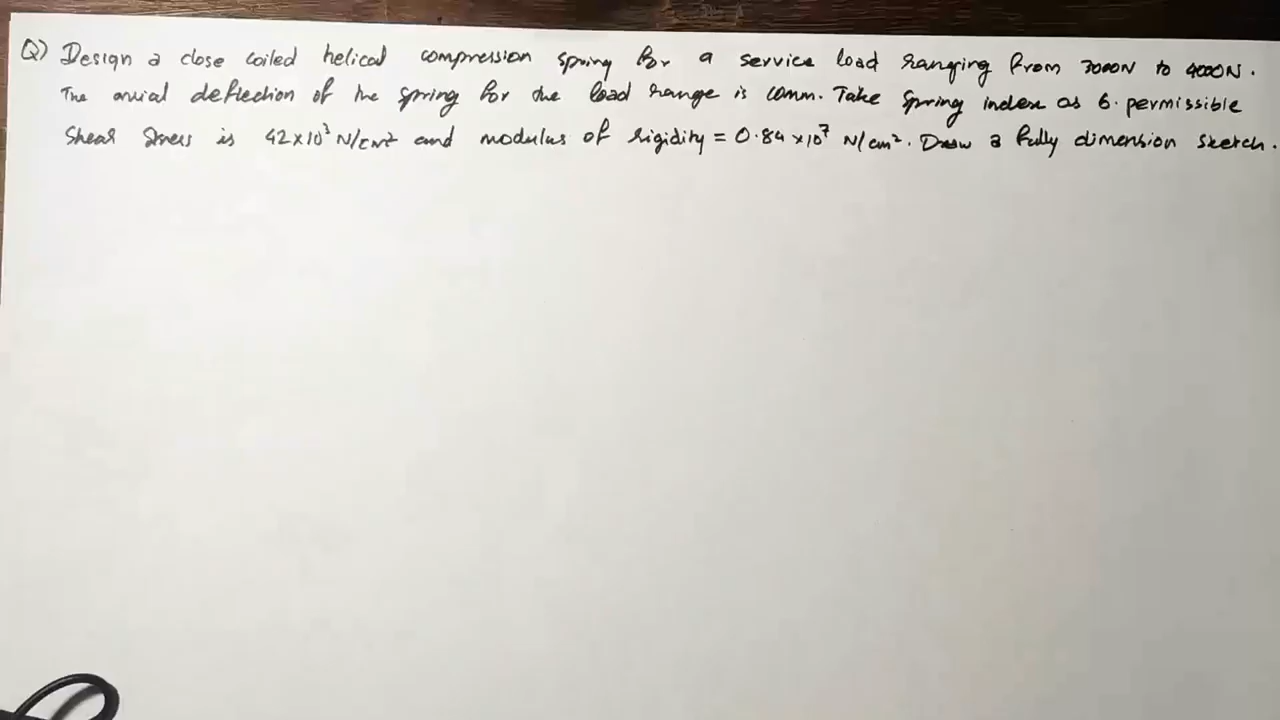 Q) Design a close coiled helical compression spring for a service load ranging from 3000N to 4000N.
The axial deflection of the spring for the load range is 10mm. Take spring index as 6. permissible
Shear stress is 42×10³ N/cm² and modulus of rigidity = 0.84×10⁷ N/cm². Draw a fully dimension sketch.